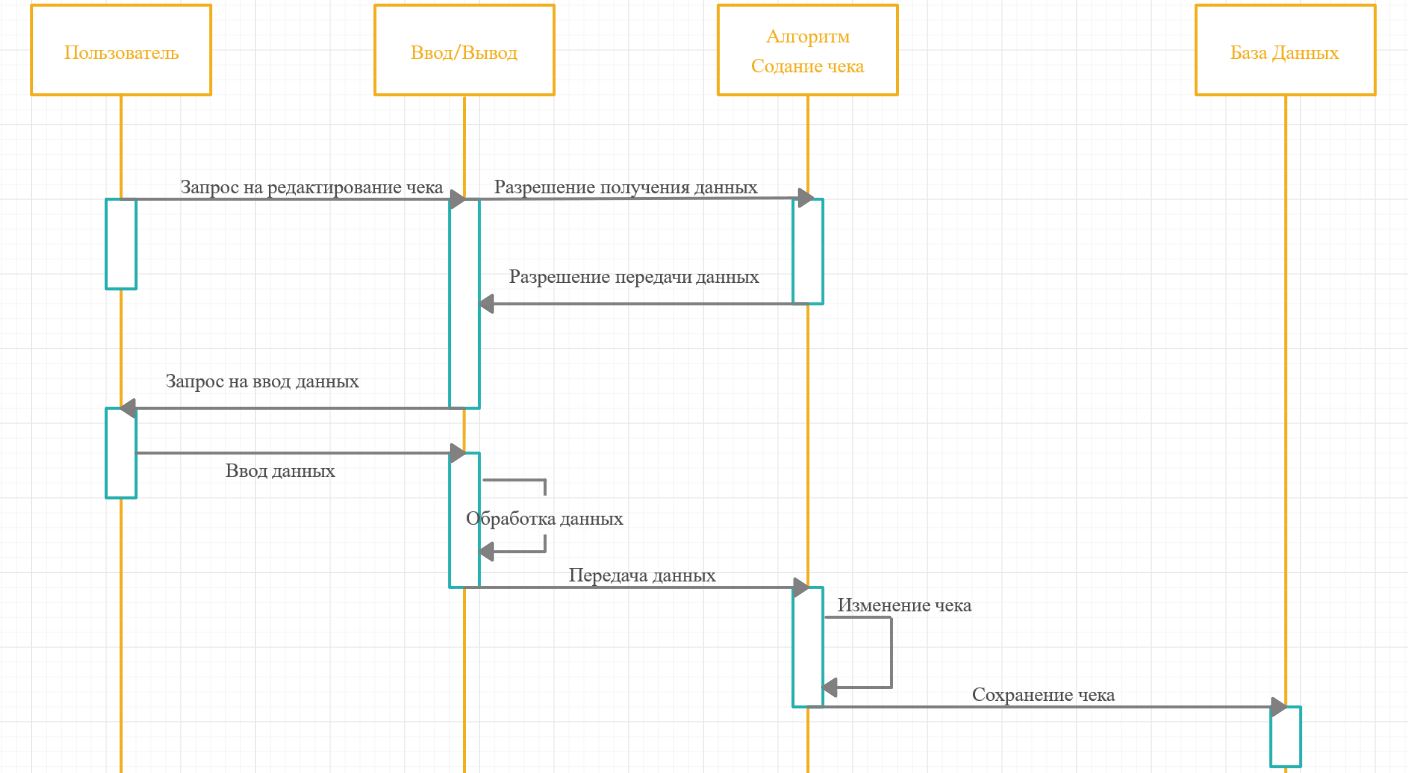 Пользователь
Ввод/Вывод
Алгоритм
Содание чека
База Данных
Запрос на редактирование чека
Разрешение получения данных
Разрешение передачи данных
Запрос на ввод данных
Ввод данных
Обработка данных
Передача данных
Изменение чека
Сохранение чека